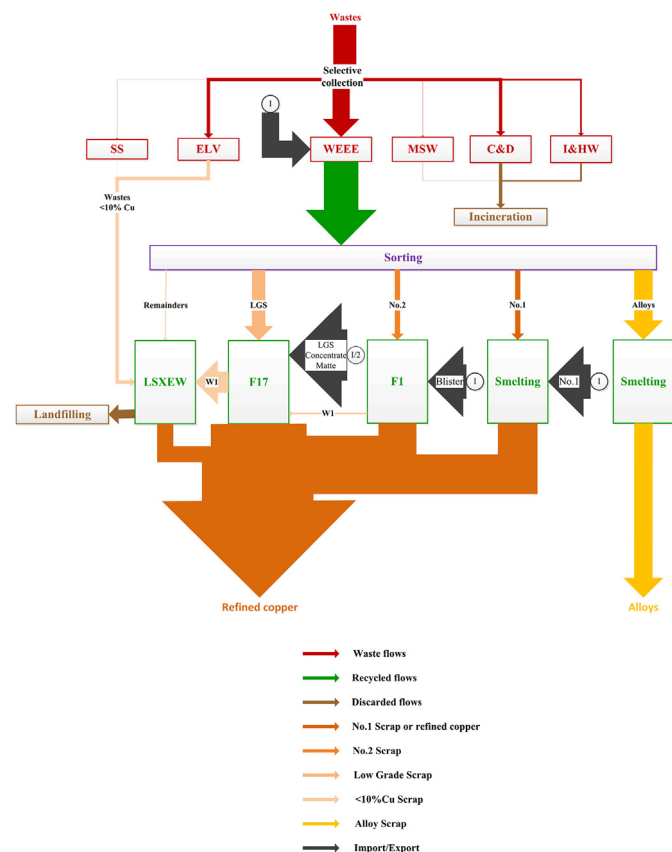 Wastes
Selective
collection
I
SS
ELV
WEEE
MSW
C&D
I&HW
Wastes
<10% Cu
Incineration
Sorting
Remainders
LGS
No.2
No.1
Alloys
LGS
Concentrate
Matte
I/2
LSXEW
W1
F17
F1
Blister
I
Smelting
No.1
I
Smelting
W1
Landfilling
Refined copper
Alloys
Waste flows
Recycled flows
Discarded flows
No.1 Scrap or refined copper
No.2 Scrap
Low Grade Scrap
<10%Cu Scrap
Alloy Scrap
Import/Export